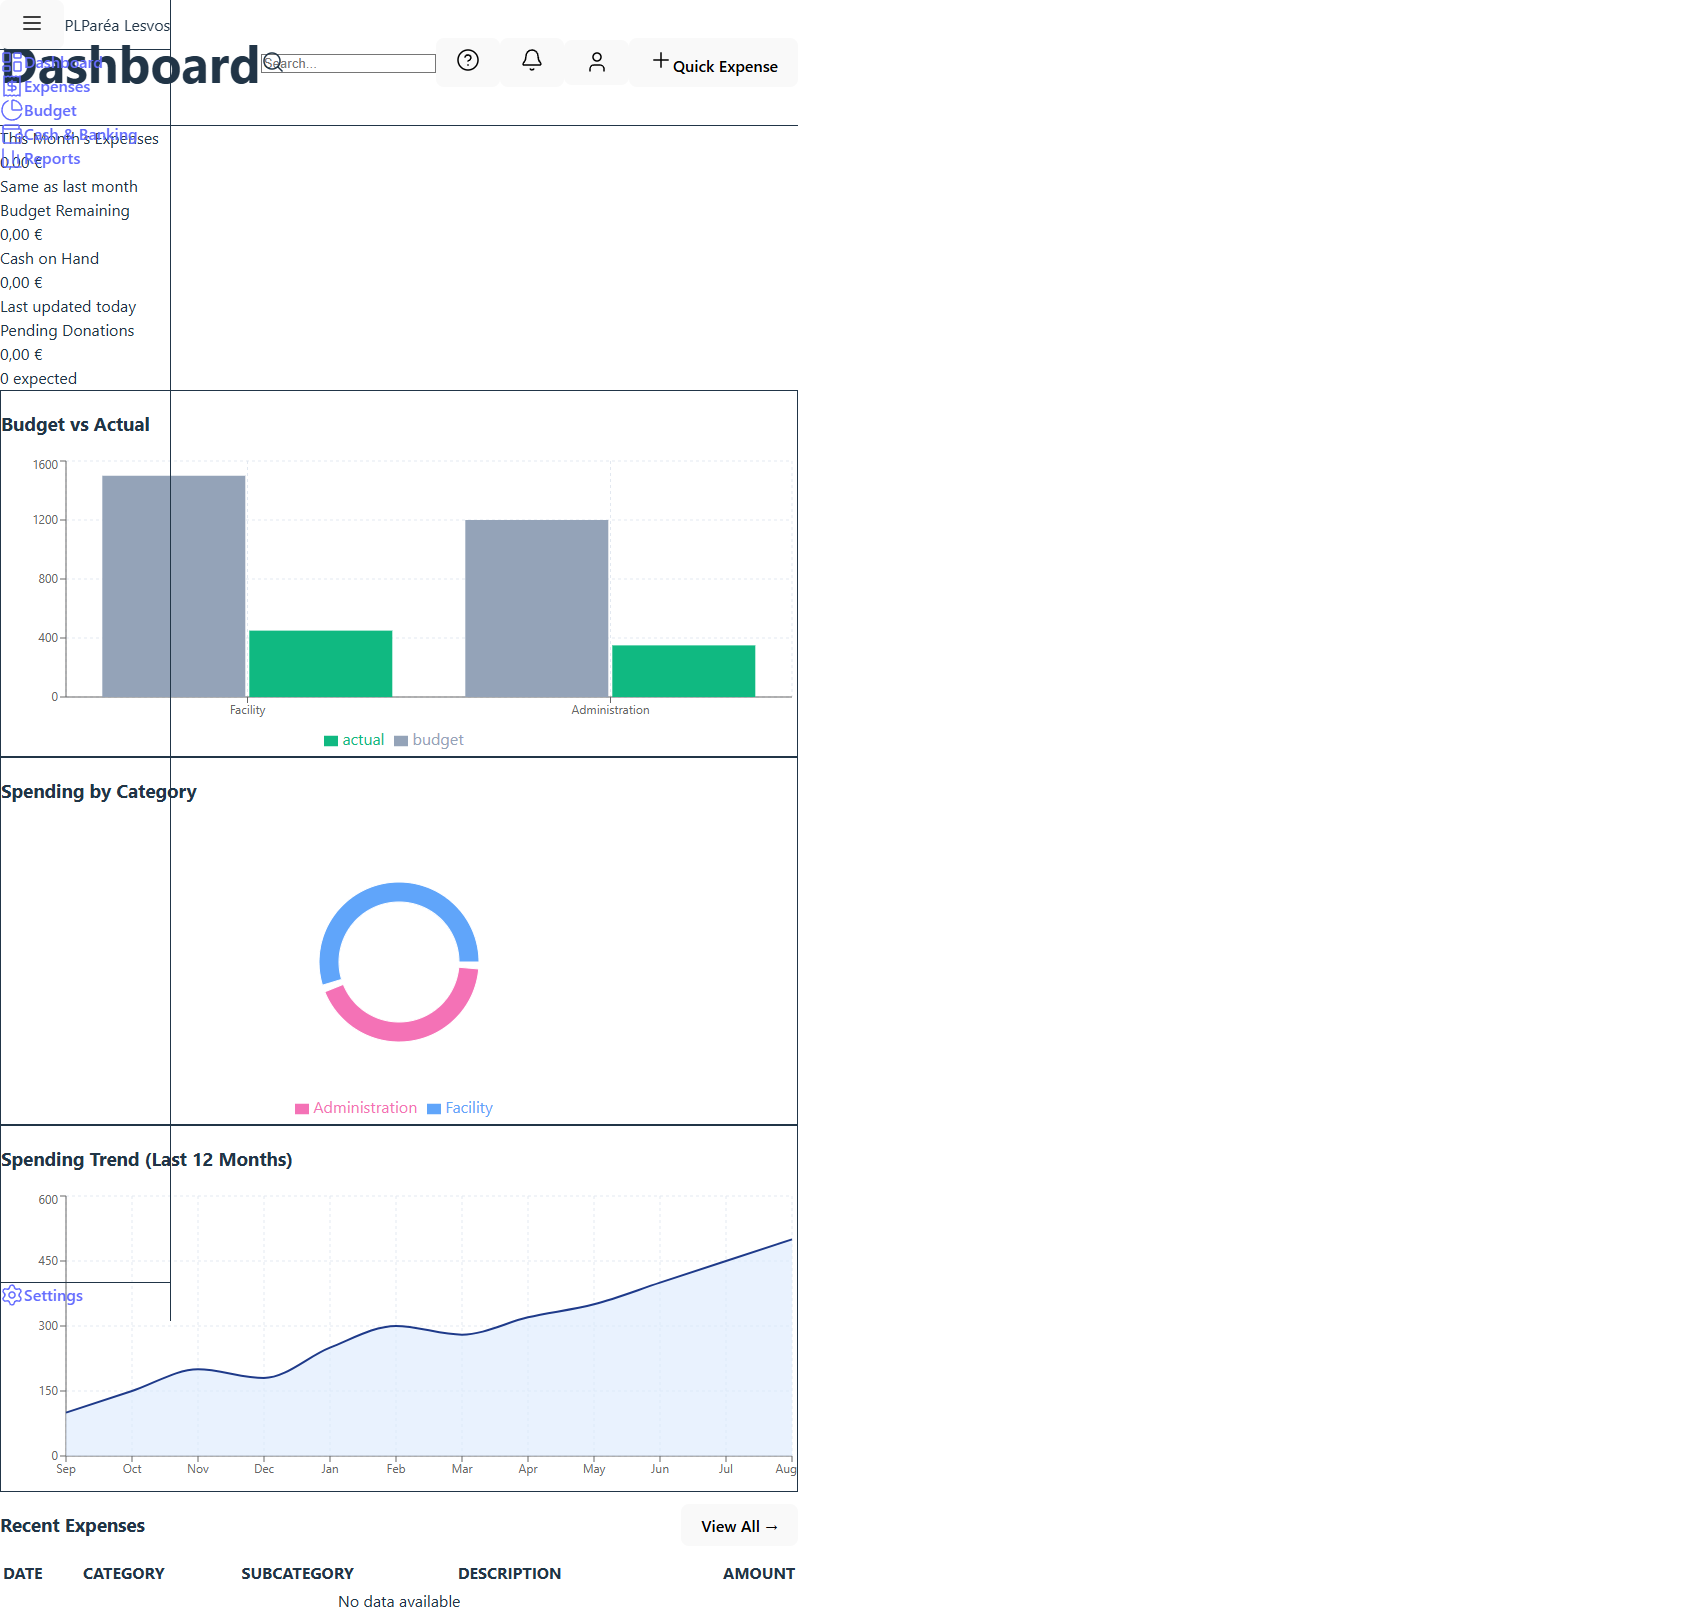 PLParéa Lesvos
Dashboard
Search...
Quick Expense
Dashboard
Expenses
Budget
Cash & Banking
Reports
This Month's Expenses
0,00 €
Same as last month
Budget Remaining
0,00 €
Cash on Hand
0,00 €
Last updated today
Pending Donations
0,00 €
0 expected
Budget vs Actual
1600
1200
800
400
0
Facility
Administration
actual
budget
Spending by Category
Administration
Facility
Spending Trend (Last 12 Months)
600
450
Settings
300
150
0
Sep Oct Nov Dec Jan Feb Mar Apr May Jun Jul Aug
Recent Expenses
View All →
DATE CATEGORY SUBCATEGORY DESCRIPTION AMOUNT
No data available